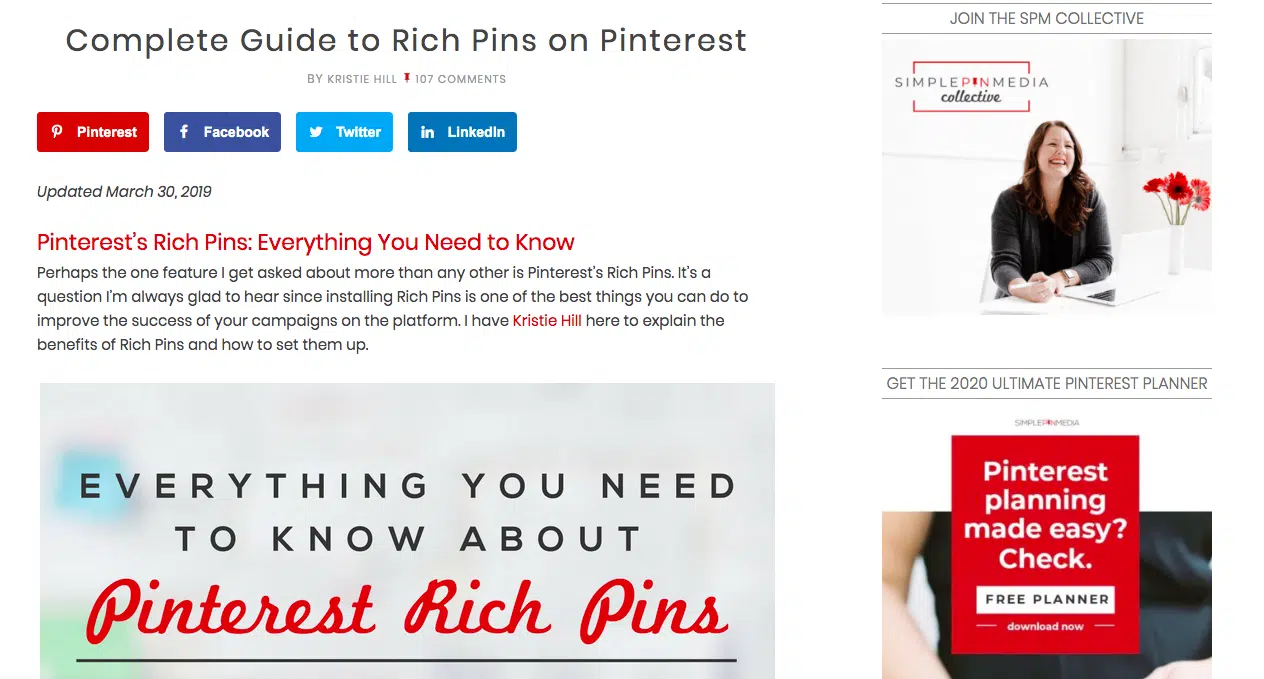 Complete Guide to Rich Pins on Pinterest
BY KRISTIE HILL 107 COMMENTS
Pinterest
Facebook
Twitter
LinkedIn
Updated March 30, 2019
Pinterest’s Rich Pins: Everything You Need to Know
Perhaps the one feature I get asked about more than any other is Pinterest’s Rich Pins. It’s a
question I’m always glad to hear since installing Rich Pins is one of the best things you can do to
improve the success of your campaigns on the platform. I have Kristie Hill here to explain the
benefits of Rich Pins and how to set them up.
EVERYTHING YOU NEED
TO KNOW ABOUT
Pinterest Rich Pins
JOIN THE SPM COLLECTIVE
SIMPLEPINMEDIA
collective
GET THE 2020 ULTIMATE PINTEREST PLANNER
SIMPLEPINMEDIA
Pinterest
planning
made easy?
Check.
FREE PLANNER
download now